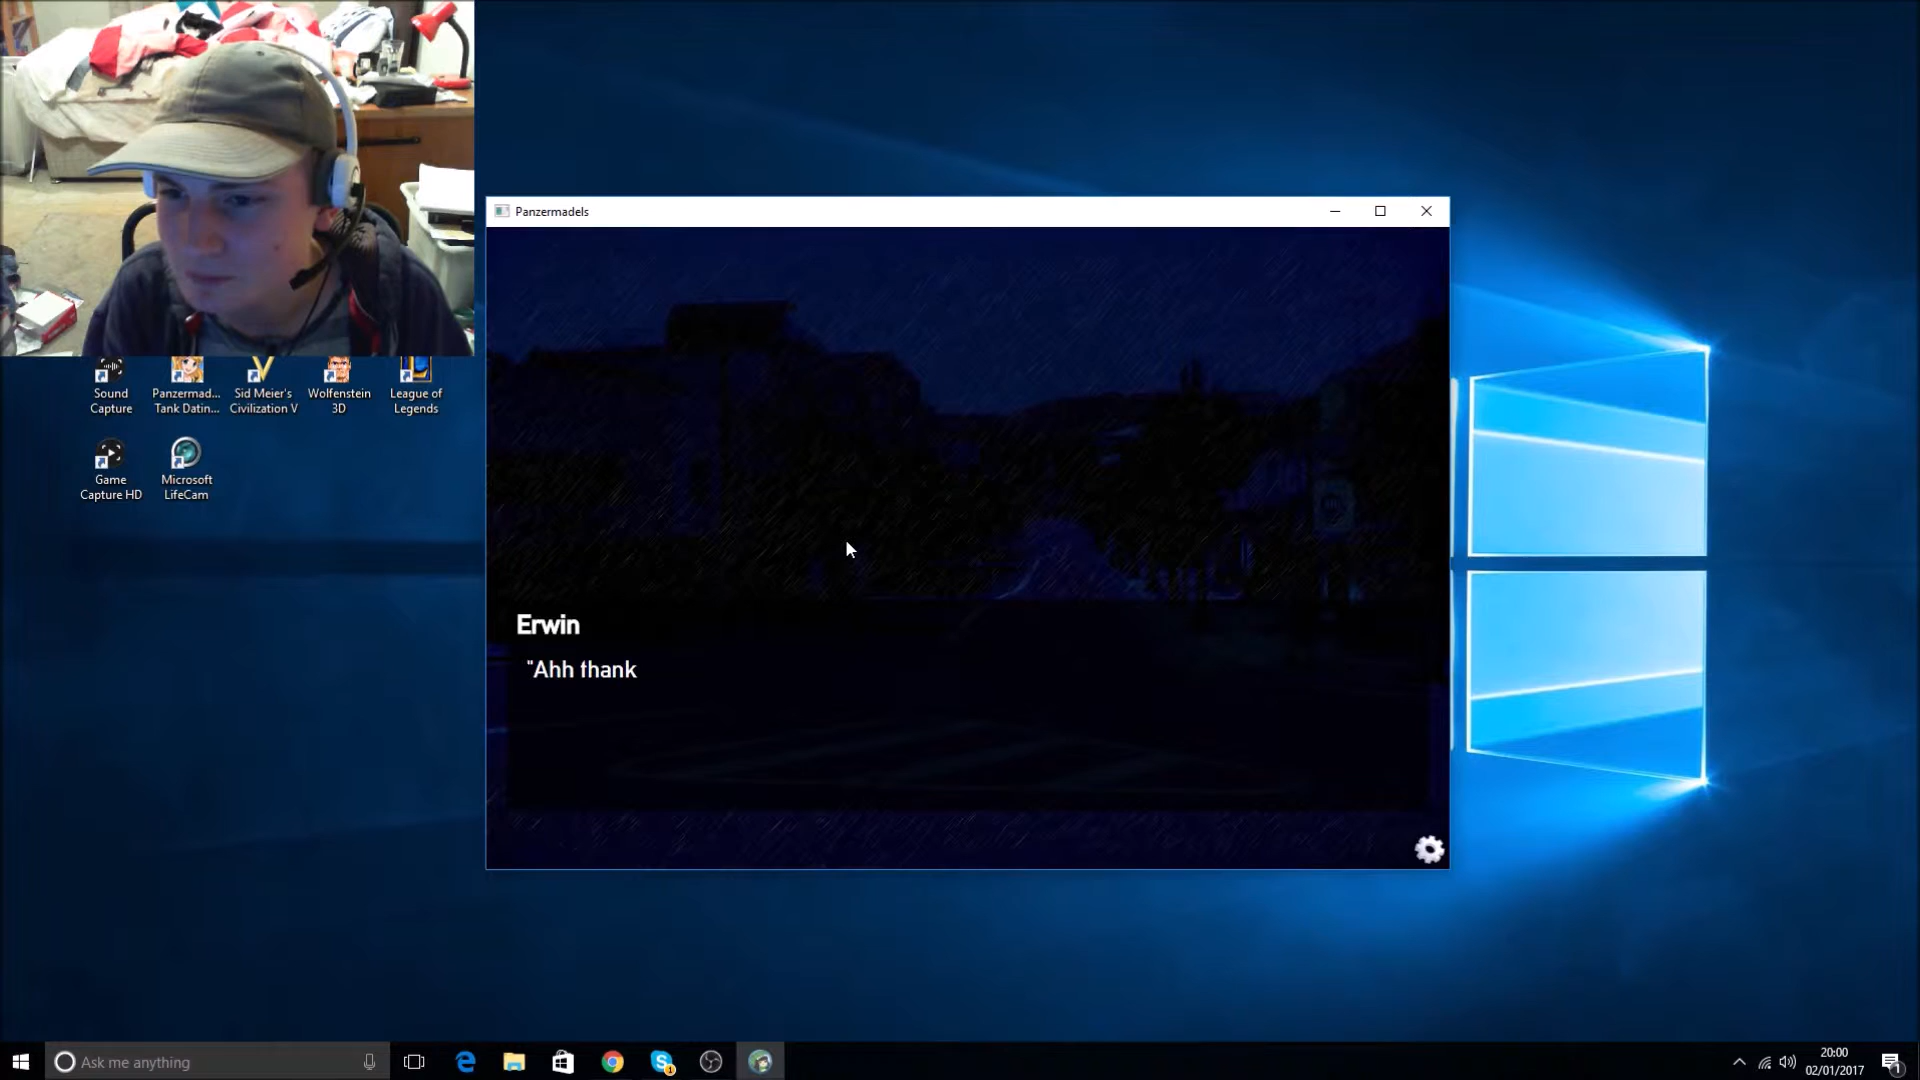 Panzermadels
Sound
Capture
Panzermad...
Tank Datin...
Sid Meier's
Civilization V
Wolfenstein
3D
League of
Legends
Game
Capture HD
Microsoft
LifeCam
Erwin
"Ahh thank
Ask me anything
20:00
02/01/2017